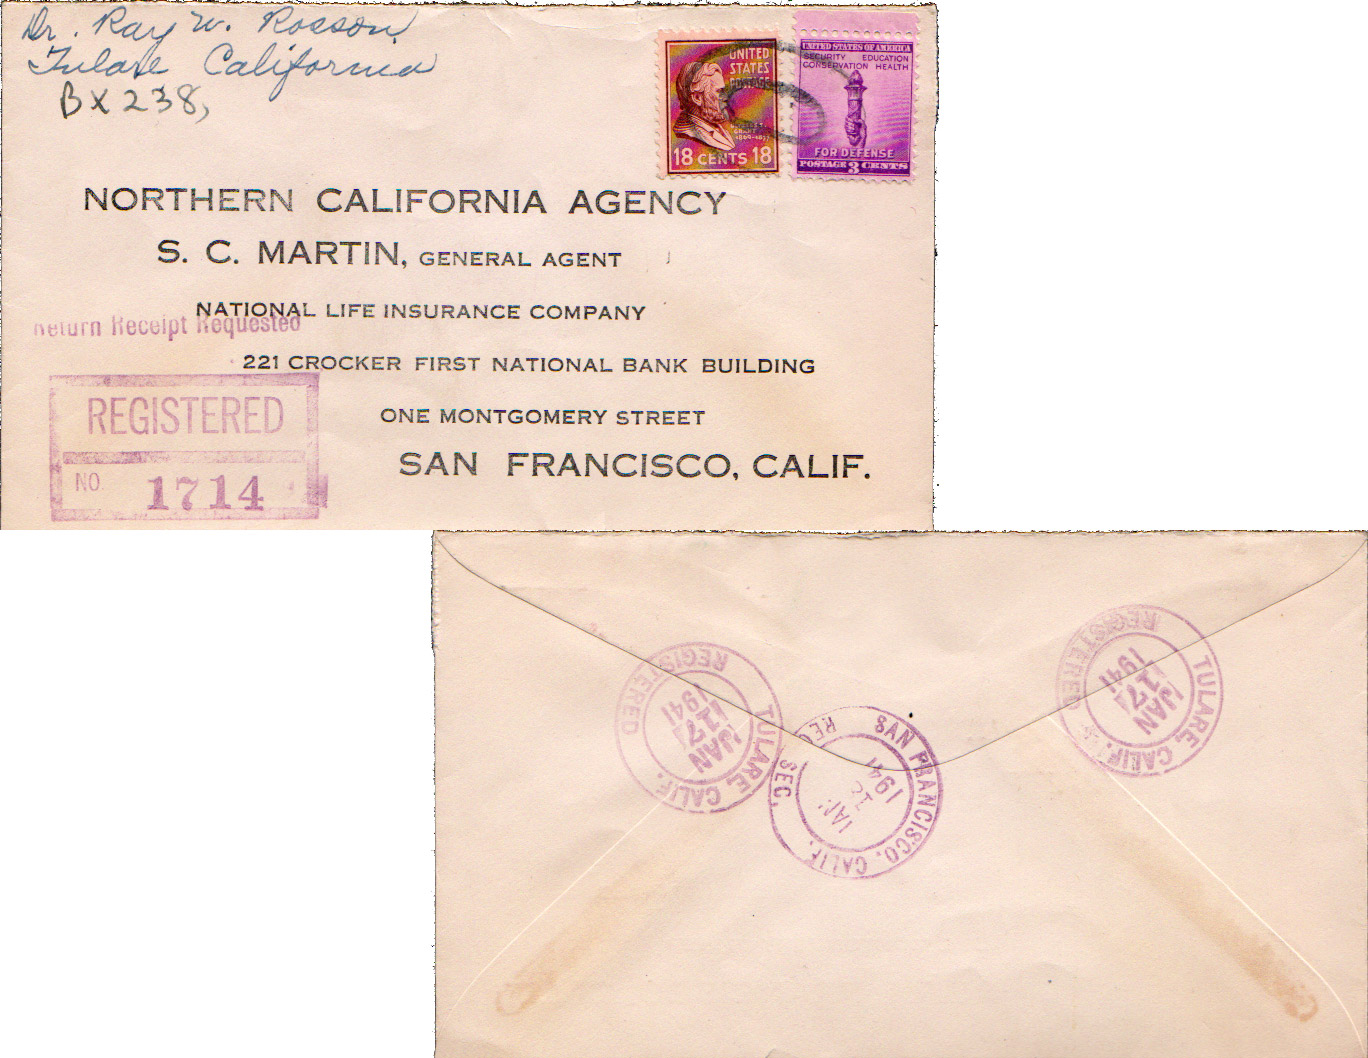 Dr. Ray W. Rosson,
Tulare California
BX 238,
UNITED
STATES
POSTAGE
18 CENTS 18
UNITED STATES OF AMERICA
SECURITY EDUCATION
CONSERVATION HEALTH
FOR DEFENSE
POSTAGE 3 CENTS
NORTHERN CALIFORNIA AGENCY
S. C. MARTIN, GENERAL AGENT
NATIONAL LIFE INSURANCE COMPANY
Return Receipt Requested
221 CROCKER FIRST NATIONAL BANK BUILDING
ONE MONTGOMERY STREET
SAN FRANCISCO, CALIF.
REGISTERED
NO. 1714
TULARE, CALIF.
REGISTERED
JAN
1941
SAN FRANCISCO, CALIF.
REG. SEC.
JAN
12
1941
TULARE, CALIF.
REGISTERED
JAN
1941